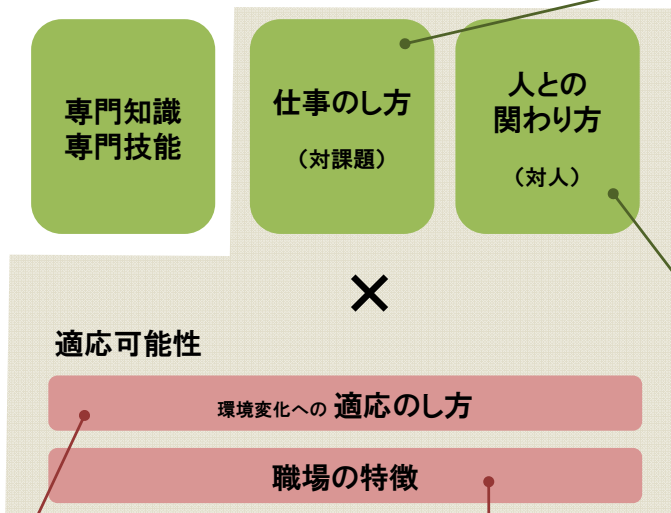 専門知識
専門技能
仕事のし方
（対課題）
人との
関わり方
（対人）
×
適応可能性
環境変化への 適応のし方
職場の特徴